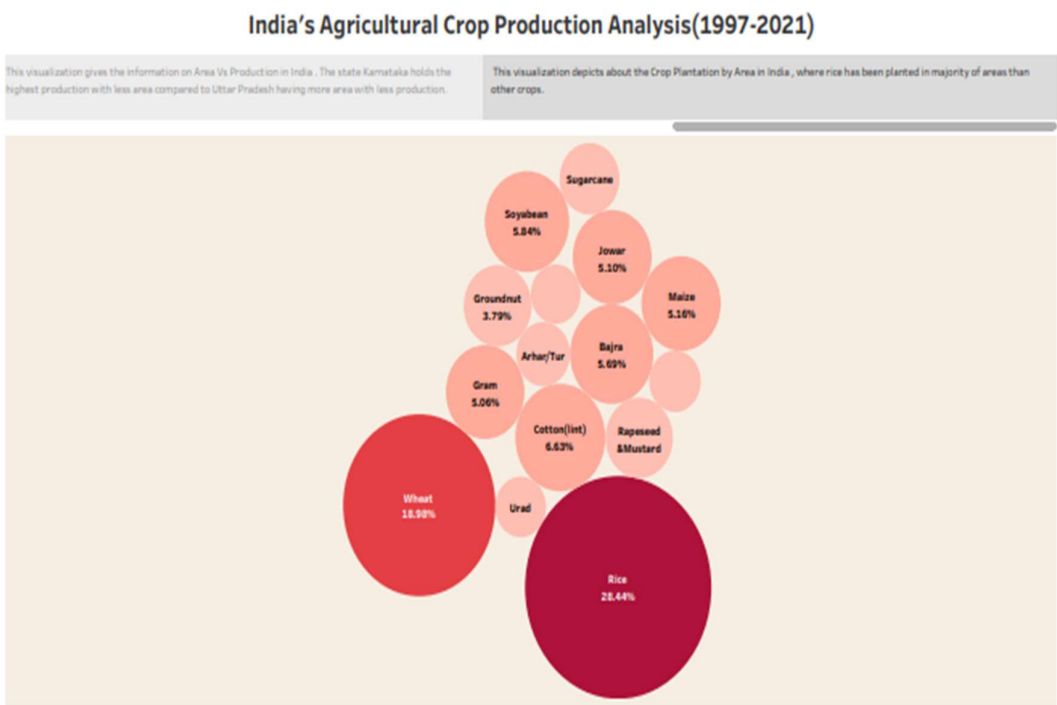 India's Agricultural Crop Production Analysis(1997-2021)
This visualization gives the information on Area Vs Production in India . The state Karnataka holds the
highest production with less area compared to Uttar Pradesh having more area with less production.
This visualization depicts about the Crop Plantation by Area in India , where rice has been planted in majority of areas than
other crops.
Sugarcane
Soyabean
5.84%
Jowar
5.10%
Groundnut
3.79%
Maize
5.16%
Arhar/Tur
Bajra
5.69%
Gram
5.06%
Cotton(lint)
6.63%
Rapeseed
&Mustard
Wheat
18.98%
Urad
Rice
28.44%